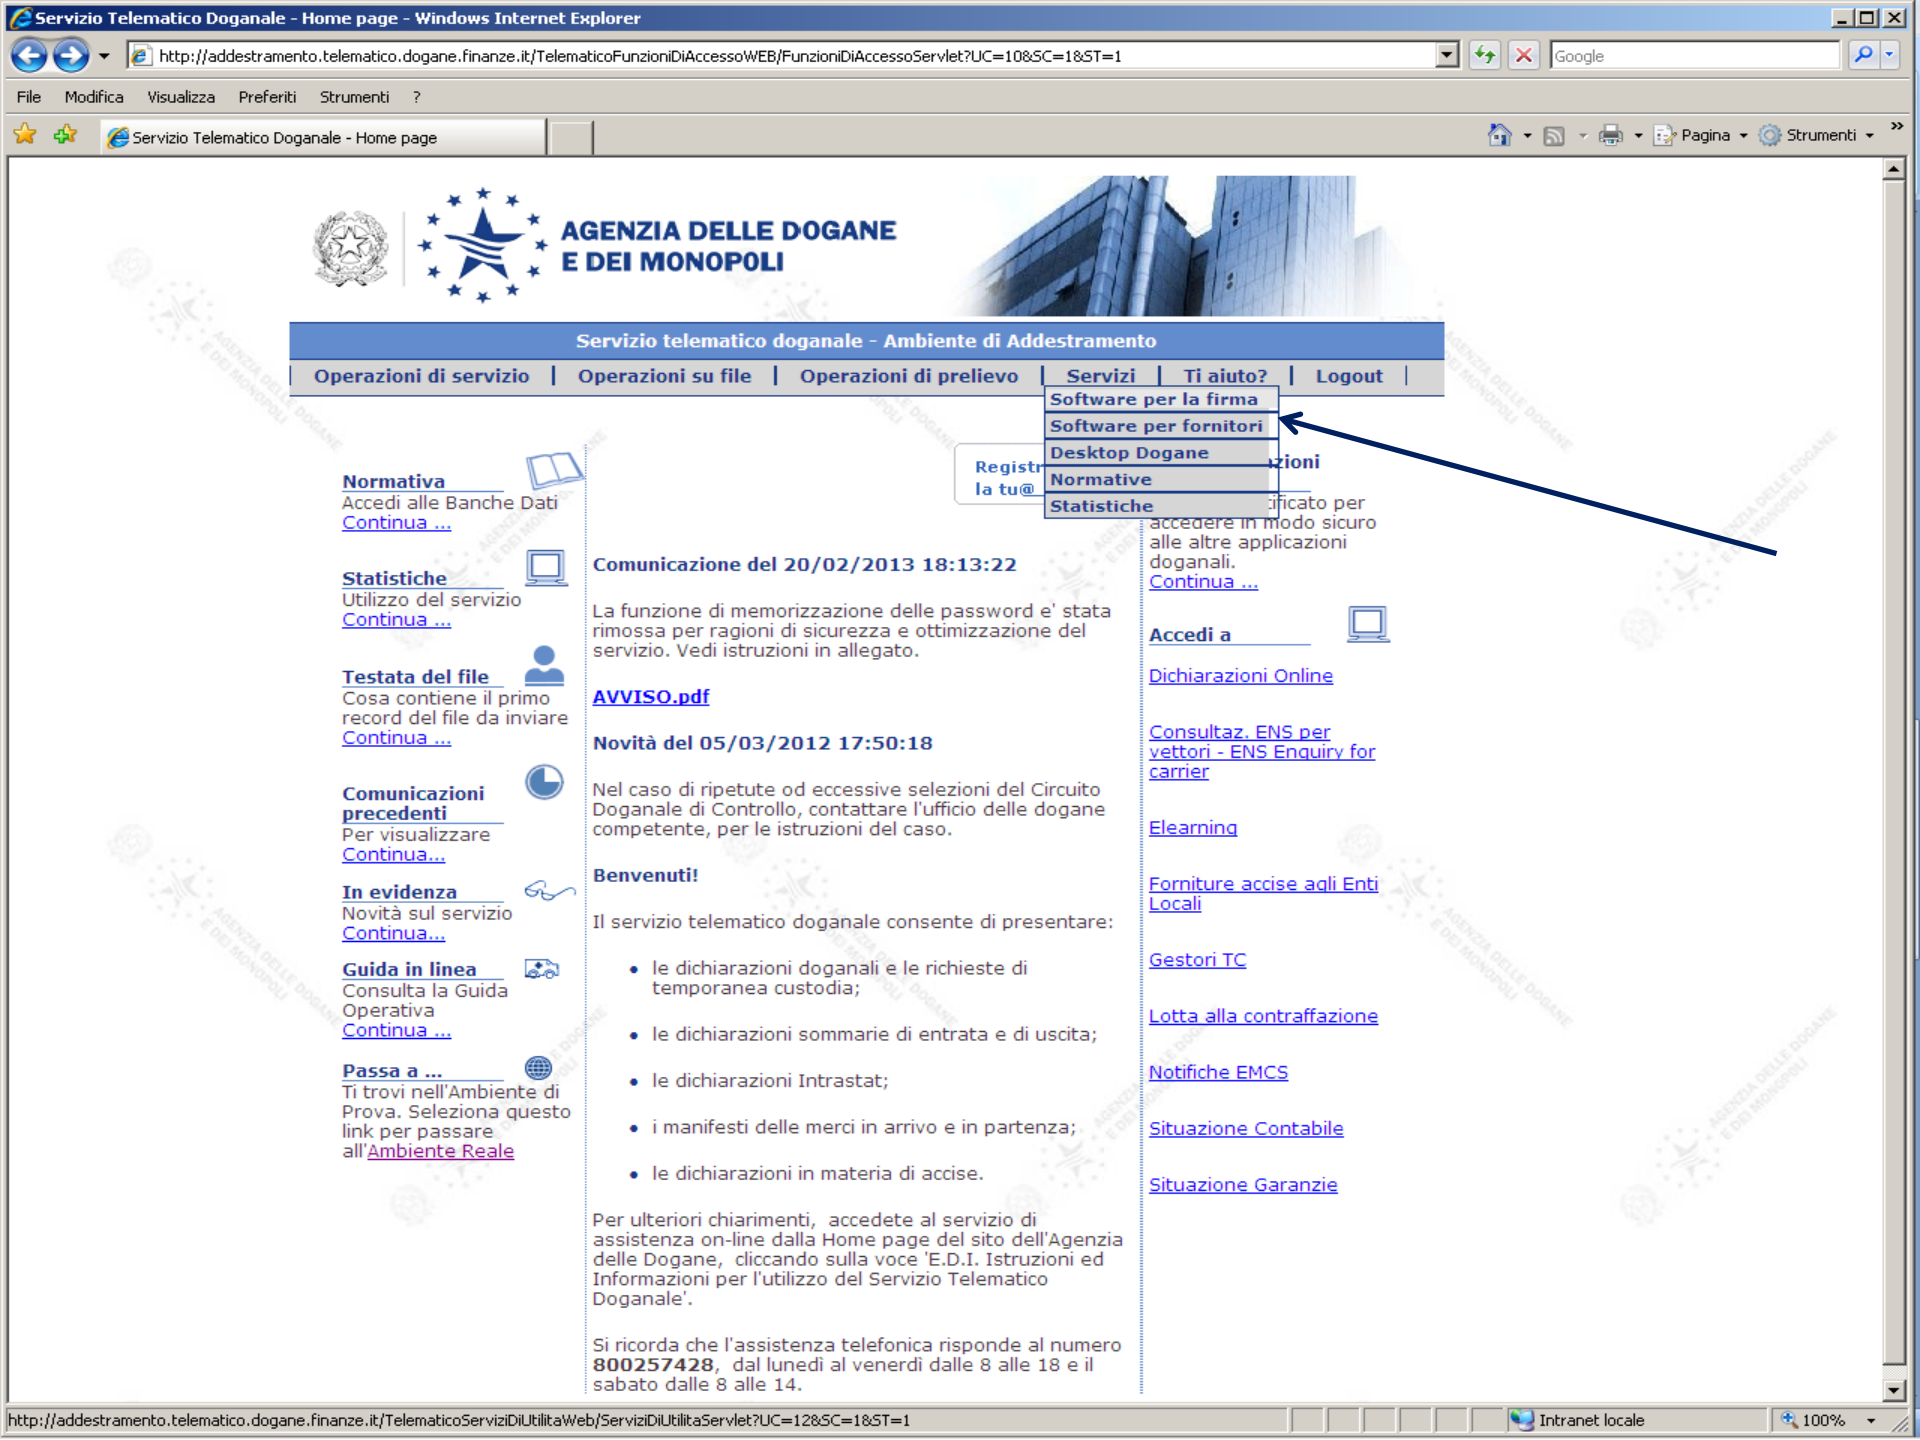 Servizio Telematico Doganale - Home page - Windows Internet Explorer
http://addestramento.telematico.dogane.finanze.it/TelematicoFunzioniDiAccessoWEB/FunzioniDiAccessoServlet?UC=10&SC=1&ST=1
Google
File Modifica Visualizza Preferiti Strumenti ?
Servizio Telematico Doganale - Home page
Pagina
Strumenti
AGENZIA DELLE DOGANE
E DEI MONOPOLI
Servizio telematico doganale - Ambiente di Addestramento
Operazioni di servizio | Operazioni su file | Operazioni di prelievo | Servizi | Ti aiuto? | Logout |
Software per la firma
Software per fornitori
Desktop Dogane
Normative
Statistiche
Normativa
Accedi alle Banche Dati
Continua ...
Statistiche
Utilizzo del servizio
Continua ...
Testata del file
Cosa contiene il primo
record del file da inviare
Continua ...
Comunicazioni
precedenti
Per visualizzare
Continua...
In evidenza
Novità sul servizio
Continua...
Guida in linea
Consulta la Guida
Operativa
Continua ...
Passa a ...
Ti trovi nell'Ambiente di
Prova. Seleziona questo
link per passare
all'Ambiente Reale
Registr
la tu@
Comunicazione del 20/02/2013 18:13:22
La funzione di memorizzazione delle password e' stata
rimossa per ragioni di sicurezza e ottimizzazione del
servizio. Vedi istruzioni in allegato.
AVVISO.pdf
Novità del 05/03/2012 17:50:18
Nel caso di ripetute od eccessive selezioni del Circuito
Doganale di Controllo, contattare l'ufficio delle dogane
competente, per le istruzioni del caso.
Benvenuti!
Il servizio telematico doganale consente di presentare:
• le dichiarazioni doganali e le richieste di
temporanea custodia;
• le dichiarazioni sommarie di entrata e di uscita;
• le dichiarazioni Intrastat;
• i manifesti delle merci in arrivo e in partenza;
• le dichiarazioni in materia di accise.
Per ulteriori chiarimenti, accedete al servizio di
assistenza on-line dalla Home page del sito dell'Agenzia
delle Dogane, cliccando sulla voce 'E.D.I. Istruzioni ed
Informazioni per l'utilizzo del Servizio Telematico
Doganale'.
Si ricorda che l'assistenza telefonica risponde al numero
800257428, dal lunedì al venerdì dalle 8 alle 18 e il
sabato dalle 8 alle 14.
zioni
ificato per
accedere in modo sicuro
alle altre applicazioni
doganali.
Continua ...
Accedi a
Dichiarazioni Online
Consultaz. ENS per
vettori - ENS Enquiry for
carrier
Elearning
Forniture accise agli Enti
Locali
Gestori TC
Lotta alla contraffazione
Notifiche EMCS
Situazione Contabile
Situazione Garanzie
http://addestramento.telematico.dogane.finanze.it/TelematicoServiziDiUtilitaWeb/ServiziDiUtilitaServlet?UC=12&SC=1&ST=1
Intranet locale
100%